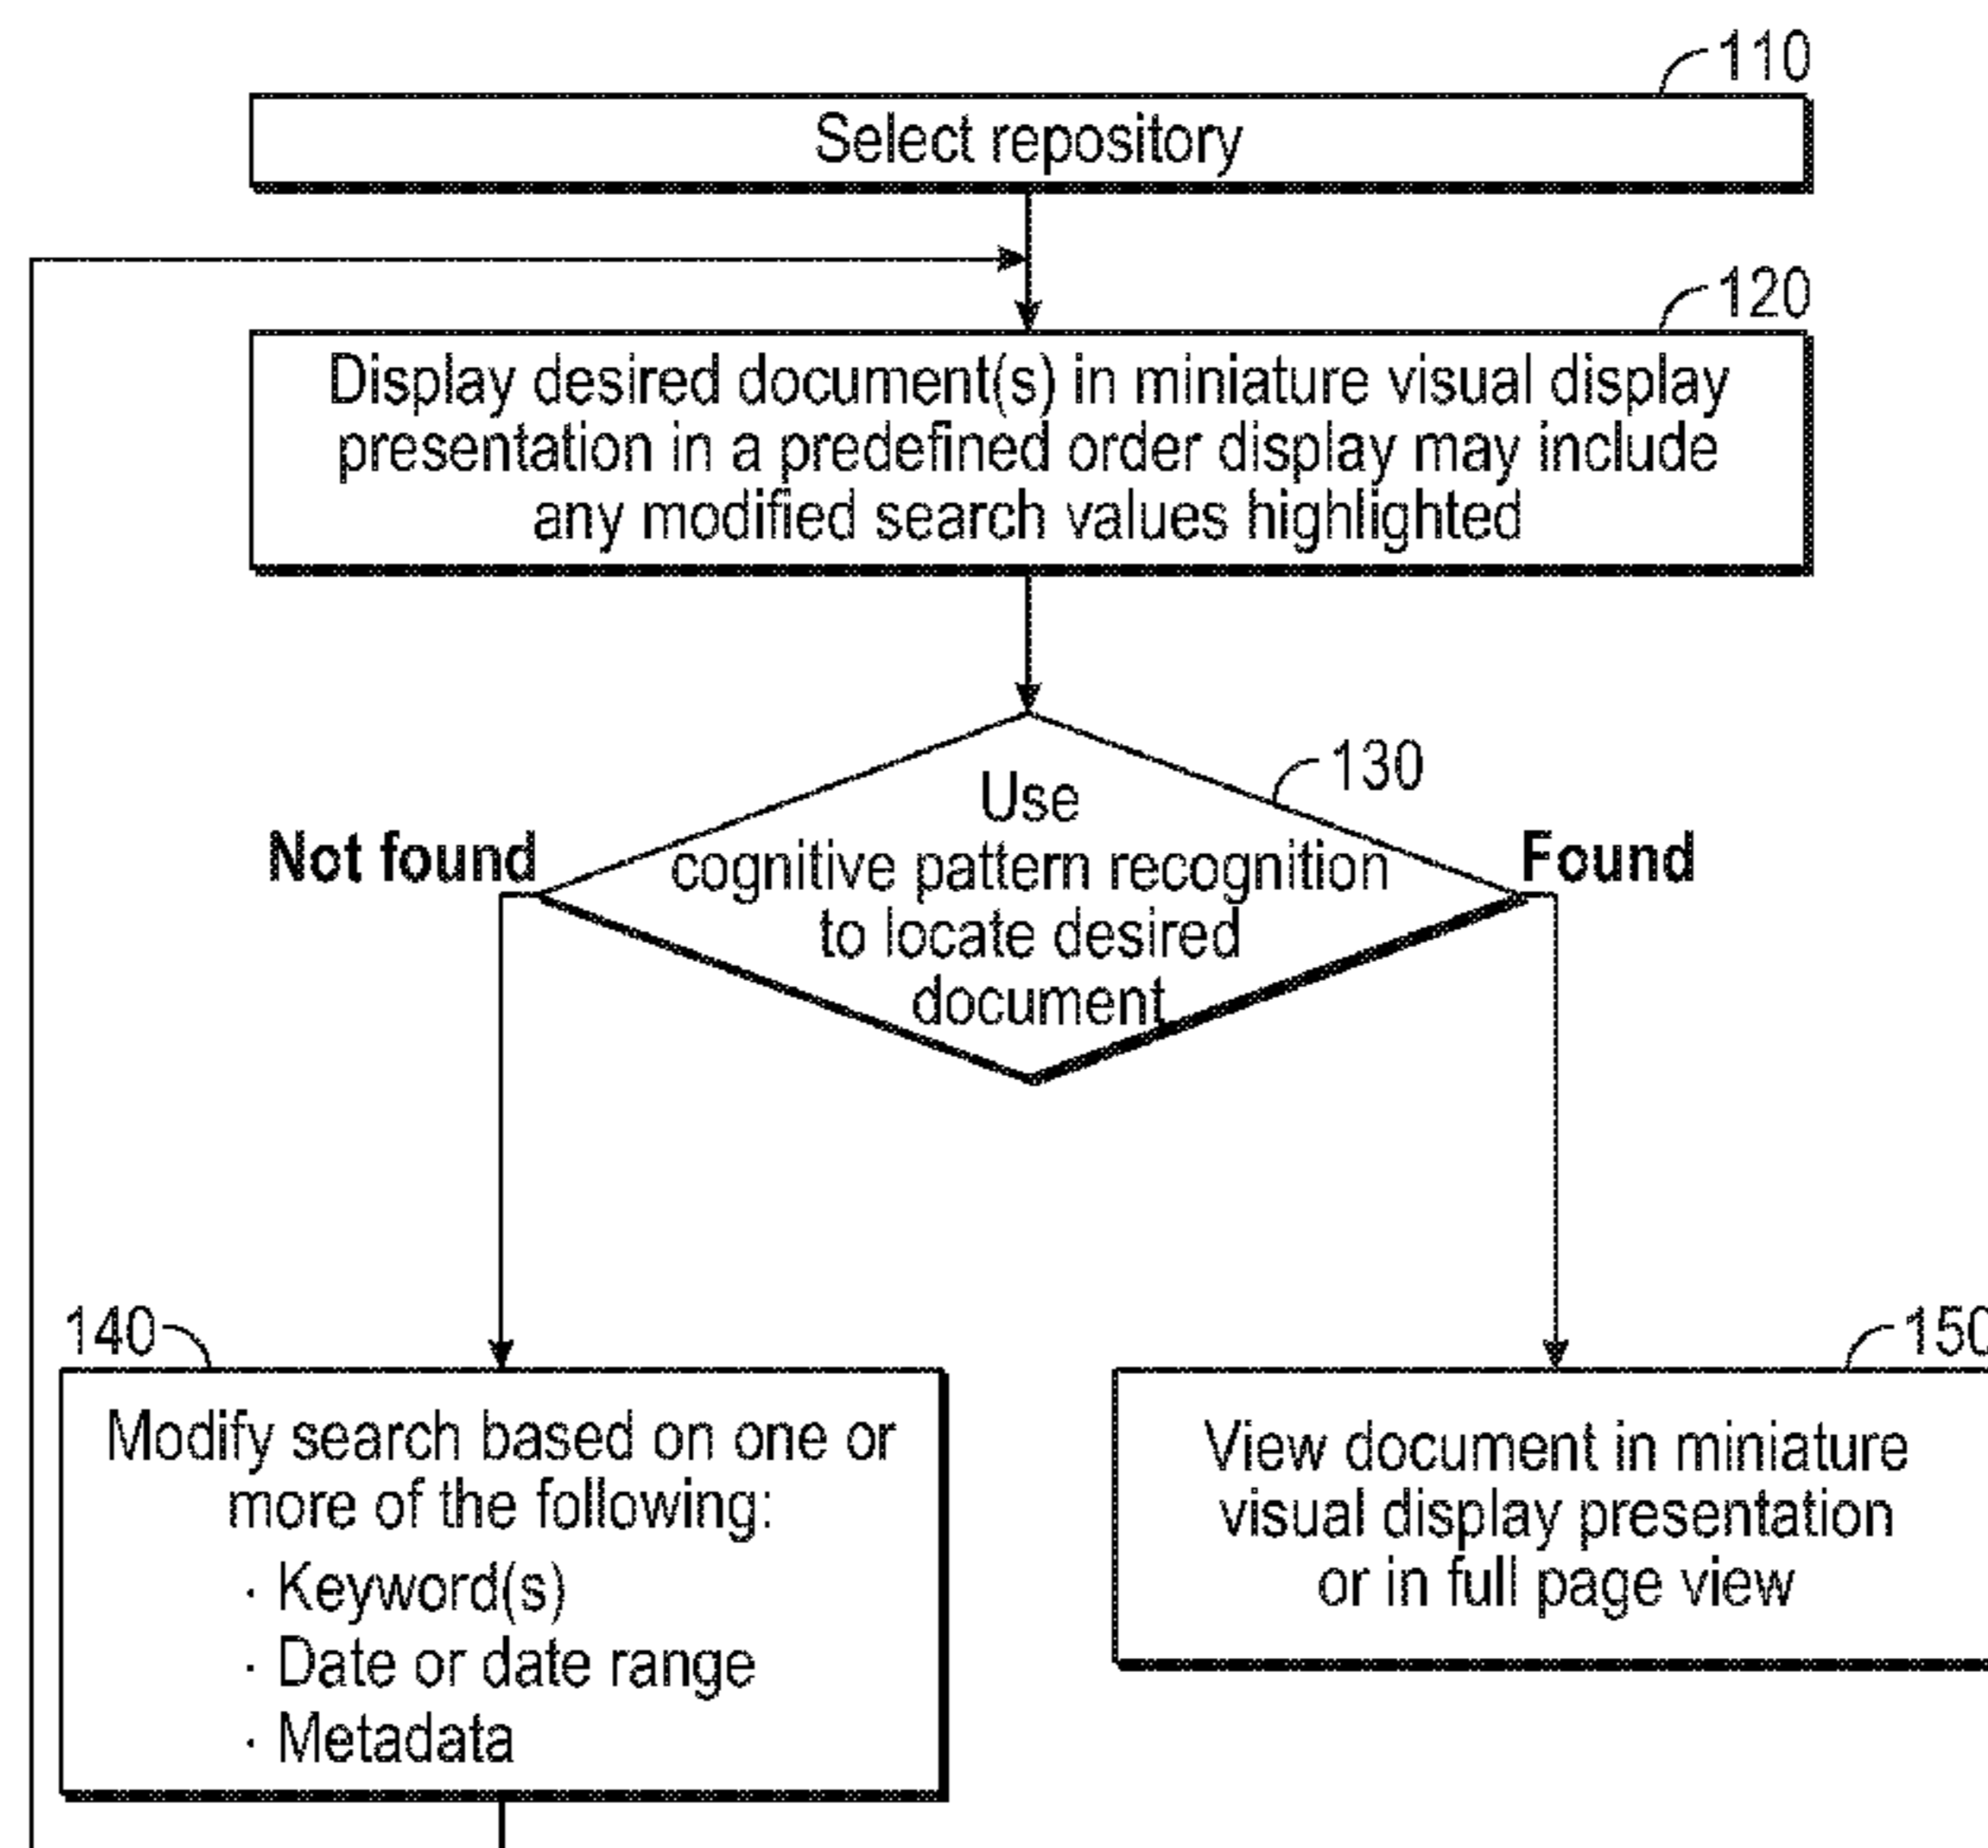 110
Select repository
120
Display desired document(s) in miniature visual display
presentation in a predefined order display may include
any modified search values highlighted
130
Use
cognitive pattern recognition
to locate desired
document
Not found
Found
140
Modify search based on one or
more of the following:
· Keyword(s)
· Date or date range
· Metadata
150
View document in miniature
visual display presentation
or in full page view